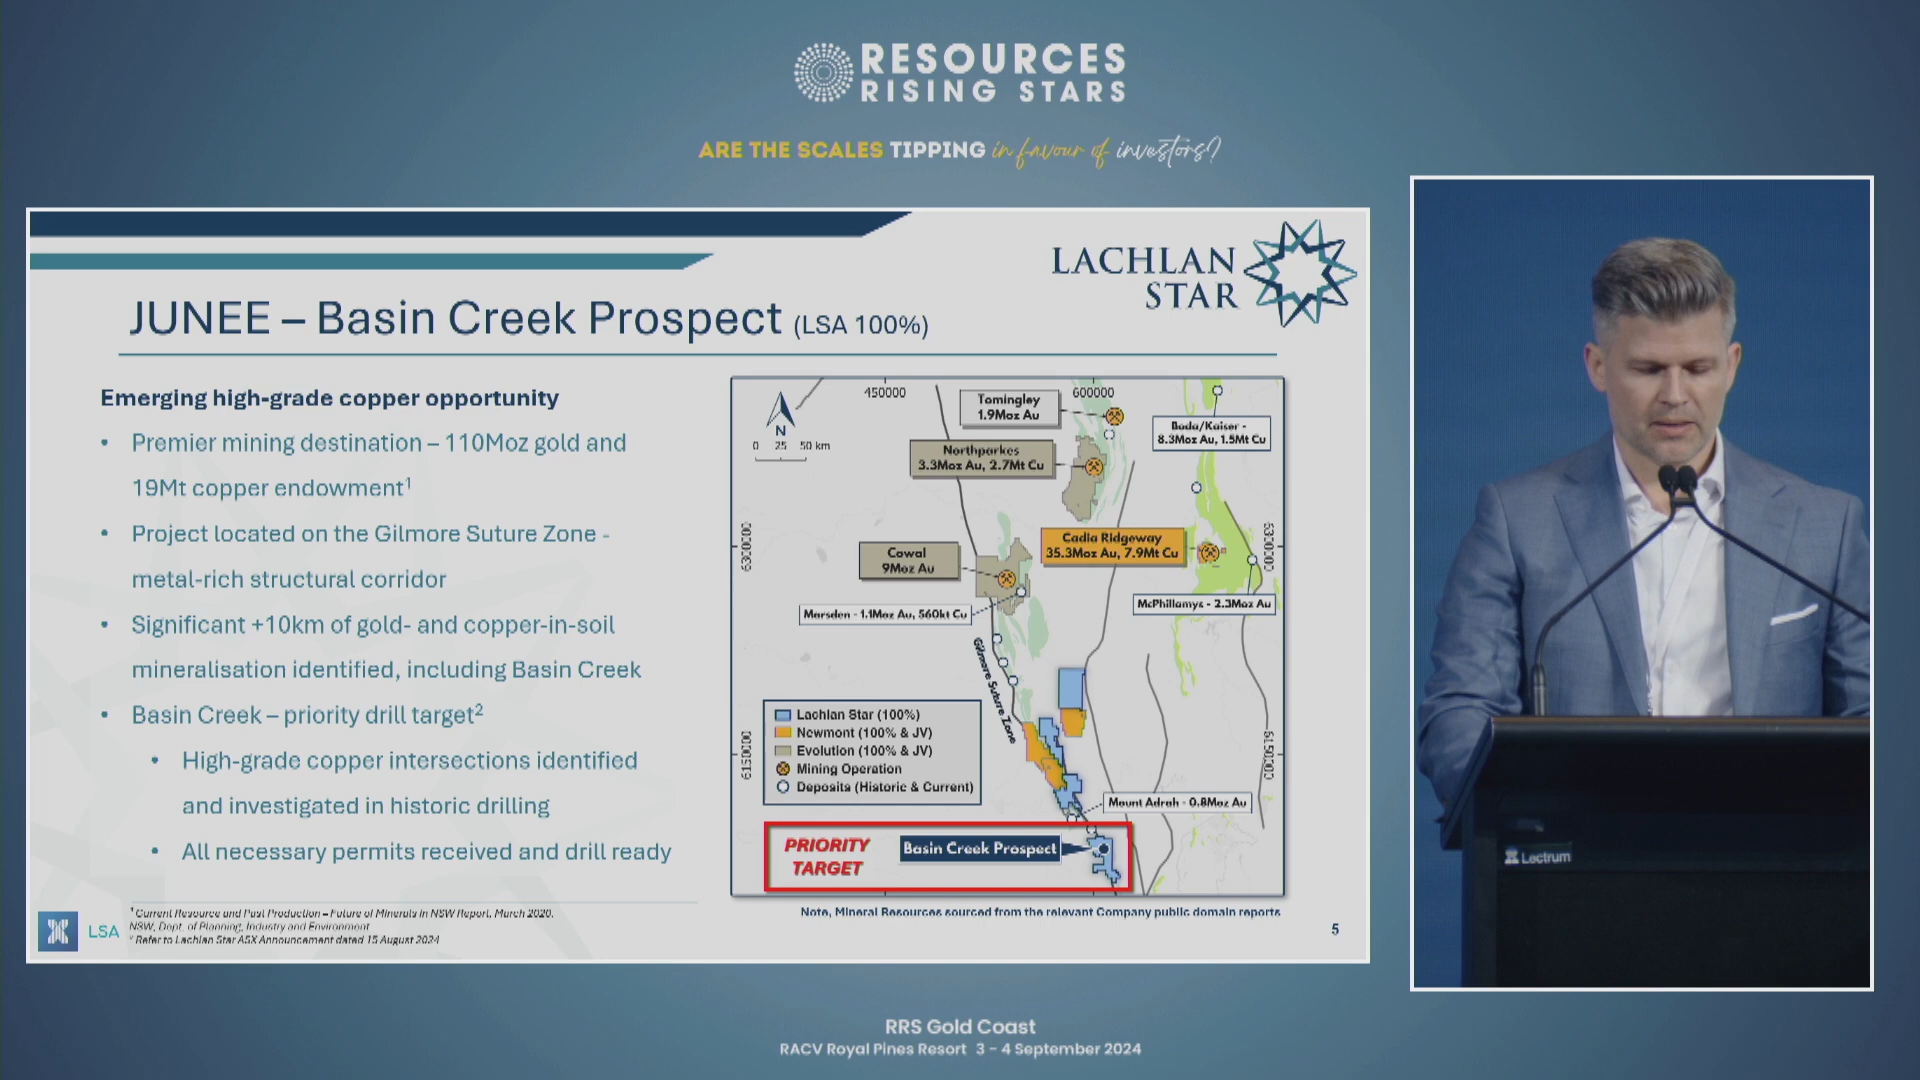 RESOURCES
RISING STARS
ARE THE SCALES TIPPING in favour of investors?
LACHLAN
STAR
JUNEE – Basin Creek Prospect (LSA 100%)
Emerging high-grade copper opportunity
• Premier mining destination – 110Moz gold and
19Mt copper endowment¹
• Project located on the Gilmore Suture Zone -
metal-rich structural corridor
• Significant +10km of gold- and copper-in-soil
mineralisation identified, including Basin Creek
• Basin Creek – priority drill target²
• High-grade copper intersections identified
and investigated in historic drilling
• All necessary permits received and drill ready
450000
600000
N
0 25 50 km
Tomingley
1.9Moz Au
Boda/Kaiser -
8.3Moz Au, 1.5Mt Cu
Northparkes
3.3Moz Au, 2.7Mt Cu
6300000
6300000
Cadia Ridgeway
35.3Moz Au, 7.9Mt Cu
Cowal
9Moz Au
Marsden - 1.1Moz Au, 560kt Cu
McPhillamys - 2.3Moz Au
Gilmore Suture Zone
Lachlan Star (100%)
Newmont (100% & JV)
Evolution (100% & JV)
Mining Operation
Deposits (Historic & Current)
6150000
6150000
Mount Adrah - 0.8Moz Au
PRIORITY
TARGET
Basin Creek Prospect
Note, Mineral Resources sourced from the relevant Company public domain reports
¹ Current Resource and Past Production – Future of Minerals in NSW Report, March 2020.
NSW, Dept. of Planning, Industry and Environment
² Refer to Lachlan Star ASX Announcement dated 15 August 2024
LSA
5
Lectrum
RRS Gold Coast
RACV Royal Pines Resort 3 - 4 September 2024